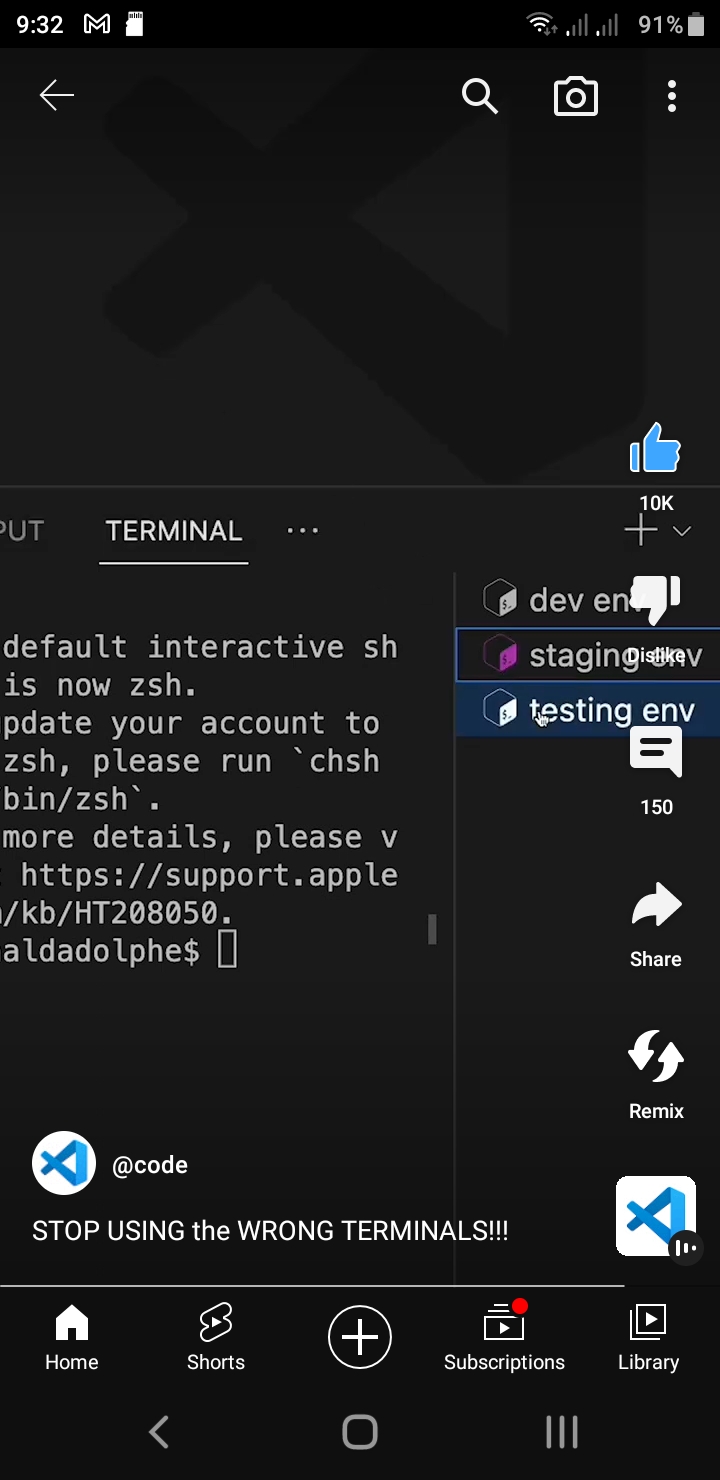 9:32
91%
10K
PUT TERMINAL ...
dev env
staging env
Dislike
testing env
default interactive sh
is now zsh.
update your account to
zsh, please run `chsh
bin/zsh`.
more details, please v
https://support.apple
/kb/HT208050.
aldadolphe$
150
Share
Remix
@code
STOP USING the WRONG TERMINALS!!!
Home
Shorts
Subscriptions
Library